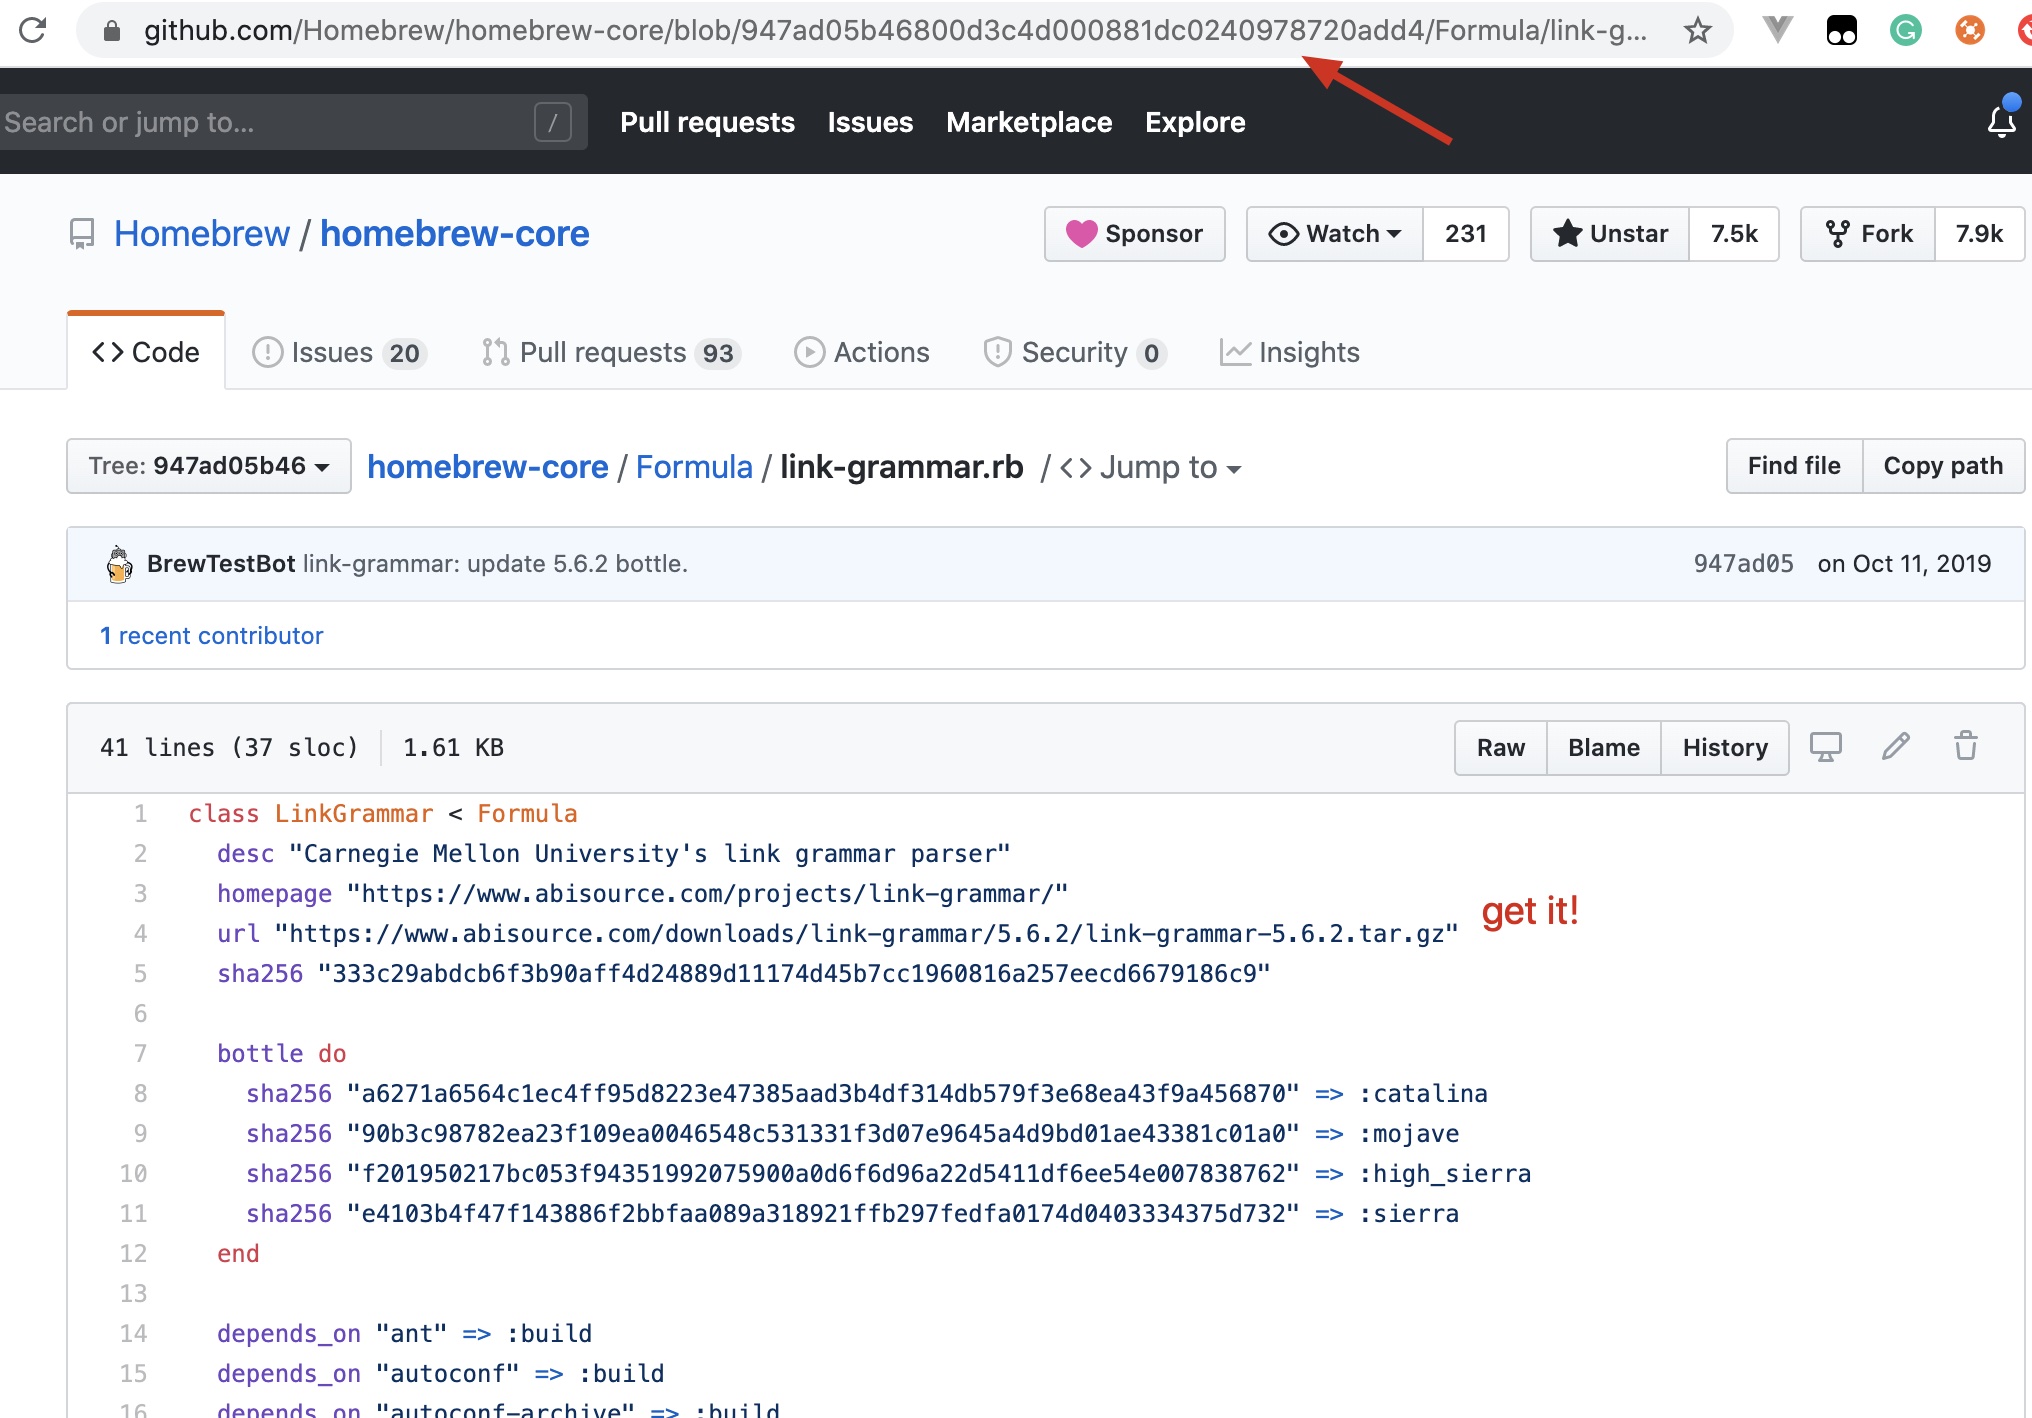 github.com/Homebrew/homebrew-core/blob/947ad05b46800d3c4d000881dc0240978720add4/Formula/link-g...
Search or jump to... /
Pull requests Issues Marketplace Explore
Homebrew / homebrew-core
Sponsor Watch 231 Unstar 7.5k Fork 7.9k
Code Issues 20 Pull requests 93 Actions Security 0 Insights
Tree: 947ad05b46 homebrew-core / Formula / link-grammar.rb / <> Jump to Find file Copy path
BrewTestBot link-grammar: update 5.6.2 bottle. 947ad05 on Oct 11, 2019
1 recent contributor
41 lines (37 sloc) 1.61 KB Raw Blame History
1 class LinkGrammar < Formula
2 desc "Carnegie Mellon University's link grammar parser"
3 homepage "https://www.abisource.com/projects/link-grammar/"
get it!
4 url "https://www.abisource.com/downloads/link-grammar/5.6.2/link-grammar-5.6.2.tar.gz"
5 sha256 "333c29abdcb6f3b90aff4d24889d11174d45b7cc1960816a257eecd6679186c9"
6
7 bottle do
8 sha256 "a6271a6564c1ec4ff95d8223e47385aad3b4df314db579f3e68ea43f9a456870" => :catalina
9 sha256 "90b3c98782ea23f109ea0046548c531331f3d07e9645a4d9bd01ae43381c01a0" => :mojave
10 sha256 "f201950217bc053f94351992075900a0d6f6d96a22d5411df6ee54e007838762" => :high_sierra
11 sha256 "e4103b4f47f143886f2bbfaa089a318921ffb297fedfa0174d0403334375d732" => :sierra
12 end
13
14 depends_on "ant" => :build
15 depends_on "autoconf" => :build
16 depends_on "autoconf-archive" => :build